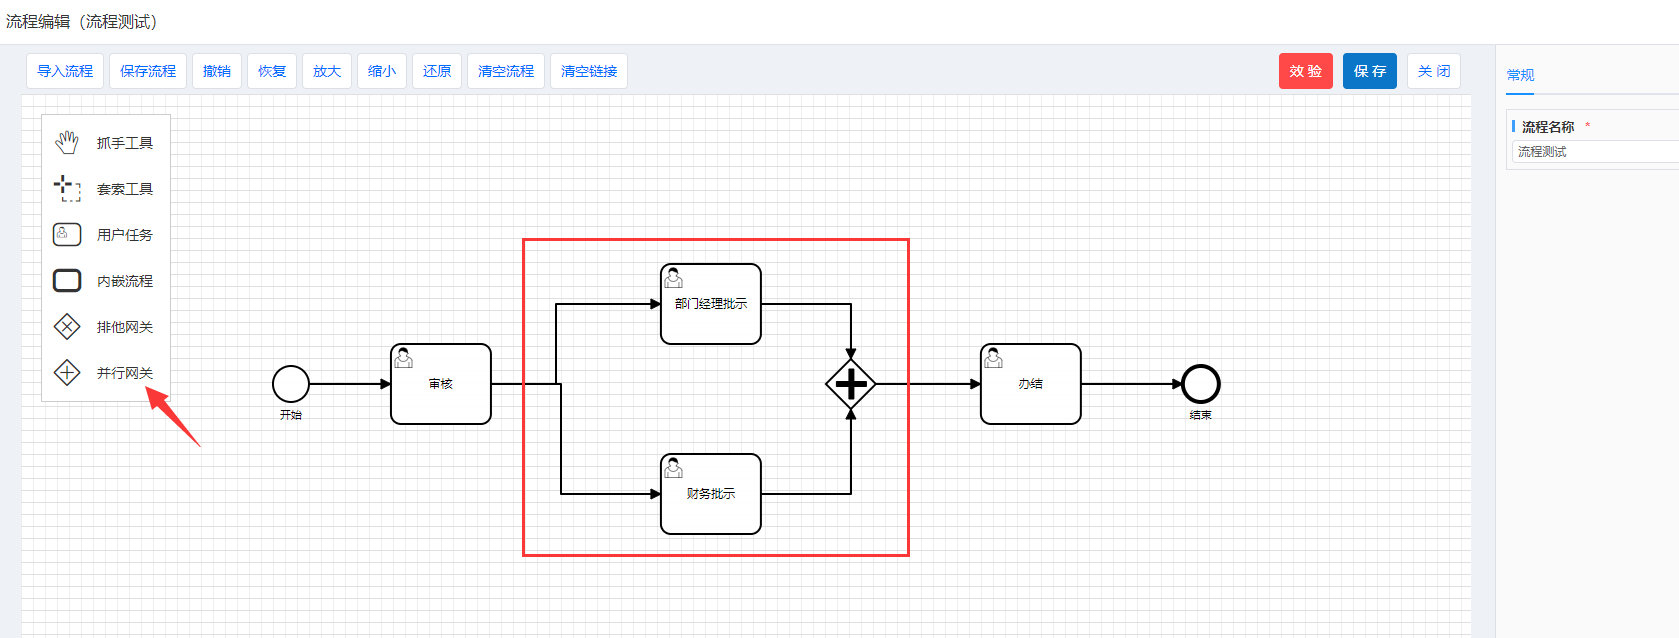 流程编辑（流程测试）
导入流程 保存流程 撤销 恢复 放大 缩小 还原 清空流程 清空链接 效验 保存 关闭
常规
流程名称 *
流程测试
抓手工具
套索工具
用户任务
内嵌流程
排他网关
并行网关
开始
审核
部门经理批示
财务批示
办结
结束